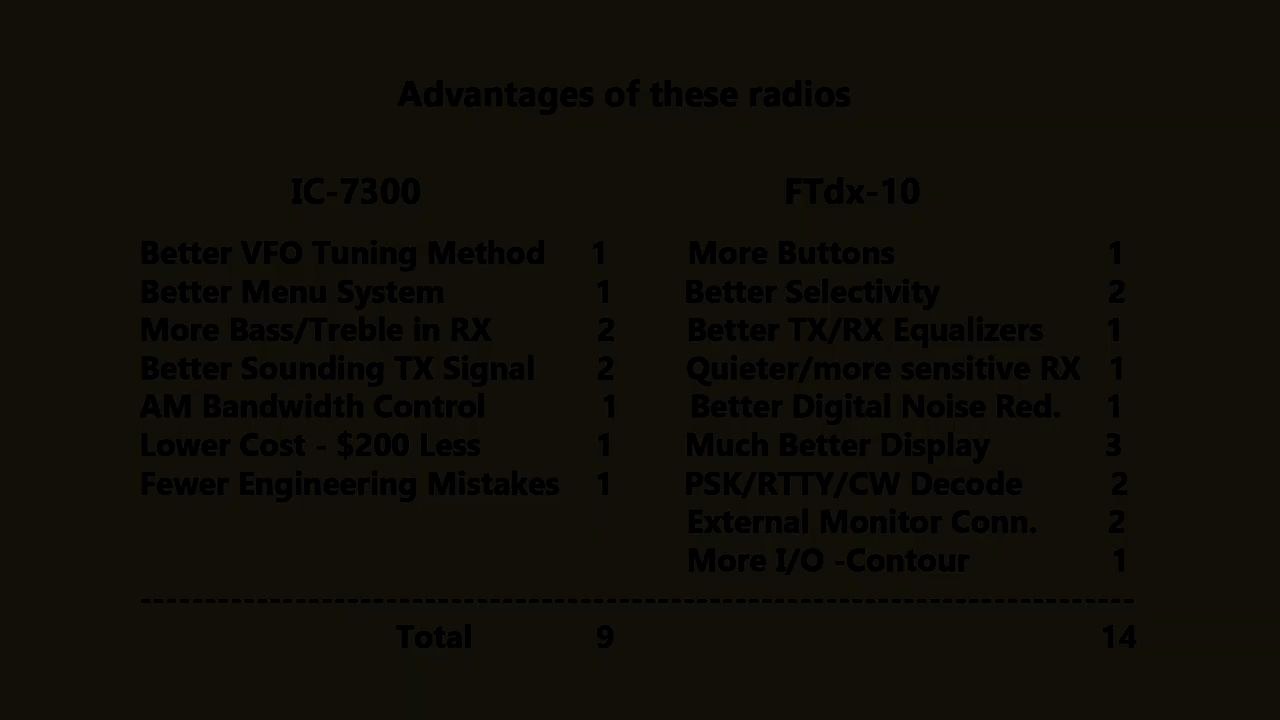 Advantages of these radios
IC-7300 FTdx-10
Better VFO Tuning Method 1 More Buttons 1
Better Menu System 1 Better Selectivity 2
More Bass/Treble in RX 2 Better TX/RX Equalizers 1
Better Sounding TX Signal 2 Quieter/more sensitive RX 1
AM Bandwidth Control 1 Better Digital Noise Red. 1
Lower Cost - $200 Less 1 Much Better Display 3
Fewer Engineering Mistakes 1 PSK/RTTY/CW Decode 2
External Monitor Conn. 2
More I/O -Contour 1
Total 9 14